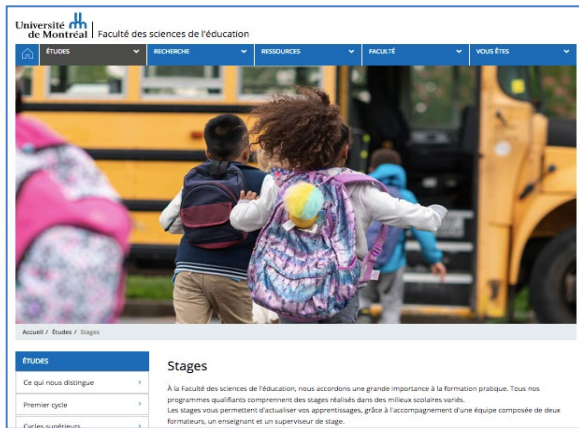 Université
de Montréal
Faculté des sciences de l'éducation
ÉTUDES
RECHERCHE
RESSOURCES
FACULTÉ
VOUS ÊTES
Accueil / Études / Stages
ÉTUDES
Ce qui nous distingue
Premier cycle
Cycles supérieurs
Stages
À la Faculté des sciences de l'éducation, nous accordons une grande importance à la formation pratique. Tous nos
programmes qualifiants comprennent des stages réalisés dans des milieux scolaires variés.
Les stages vous permettent d'actualiser vos apprentissages, grâce à l'accompagnement d'une équipe composée de deux
formateurs, un enseignant et un superviseur de stage.